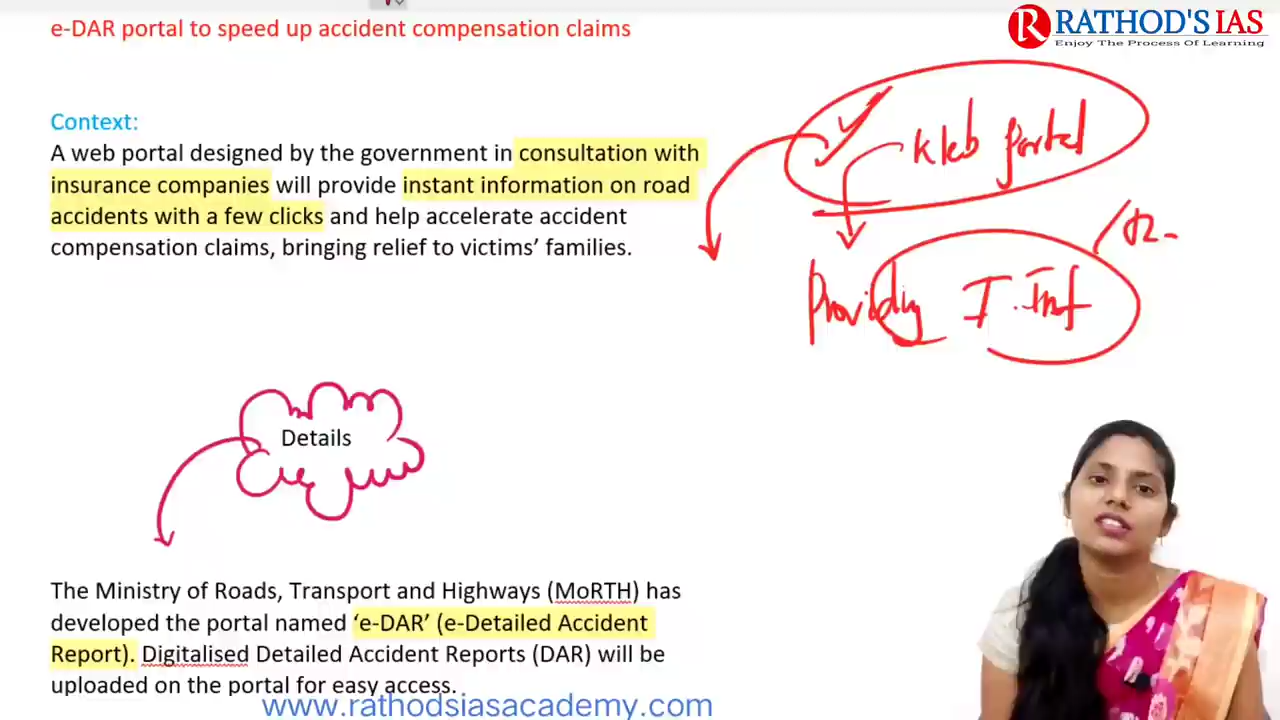 e-DAR portal to speed up accident compensation claims
RATHOD'S IAS
Enjoy The Process Of Learning
Context:
A web portal designed by the government in consultation with
insurance companies will provide instant information on road
accidents with a few clicks and help accelerate accident
compensation claims, bringing relief to victims’ families.
Web portal
Providing I. Inf
Details
The Ministry of Roads, Transport and Highways (MoRTH) has
developed the portal named ‘e-DAR’ (e-Detailed Accident
Report). Digitalised Detailed Accident Reports (DAR) will be
uploaded on the portal for easy access.
www.rathodsiasacademy.com